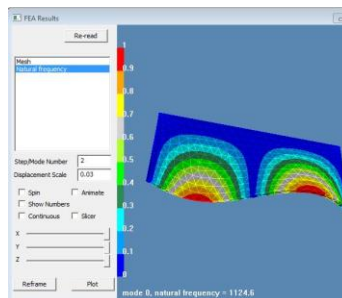 FEA Results
Re-read
Mesh
Natural frequency
Step/Mode Number 2
Displacement Scale 0.03
Spin Animate
Show Numbers
Continuous Slicer
X
Y
Z
Reframe Plot
1
0.9
0.8
0.7
0.6
0.5
0.4
0.3
0.2
0.1
0
mode 0, natural frequency = 1124.6